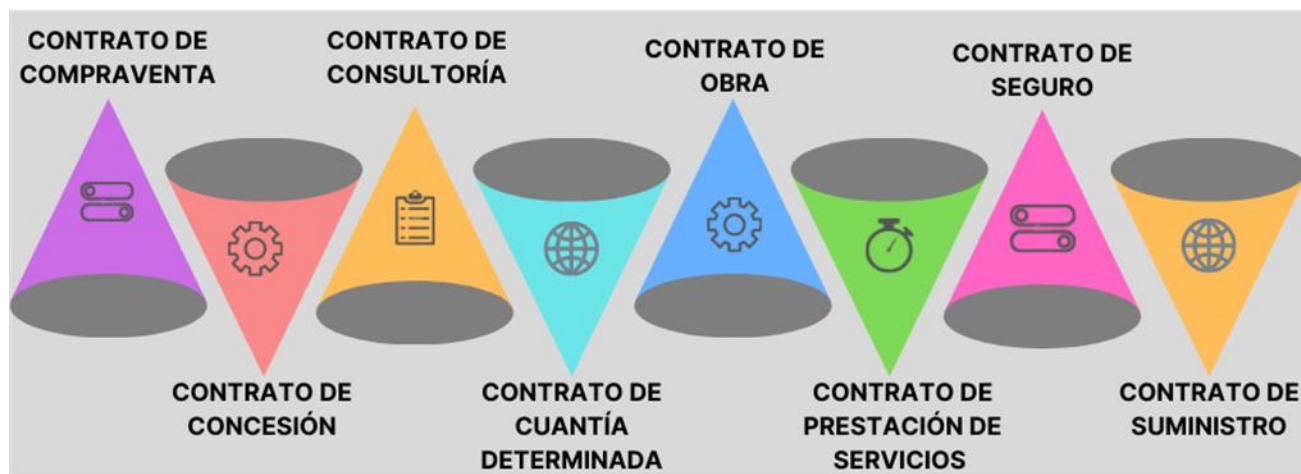 CONTRATO DE
COMPRAVENTA
CONTRATO DE
CONSULTORÍA
CONTRATO DE
OBRA
CONTRATO DE
SEGURO
CONTRATO DE
CONCESIÓN
CONTRATO DE
CUANTÍA
DETERMINADA
CONTRATO DE
PRESTACIÓN DE
SERVICIOS
CONTRATO DE
SUMINISTRO